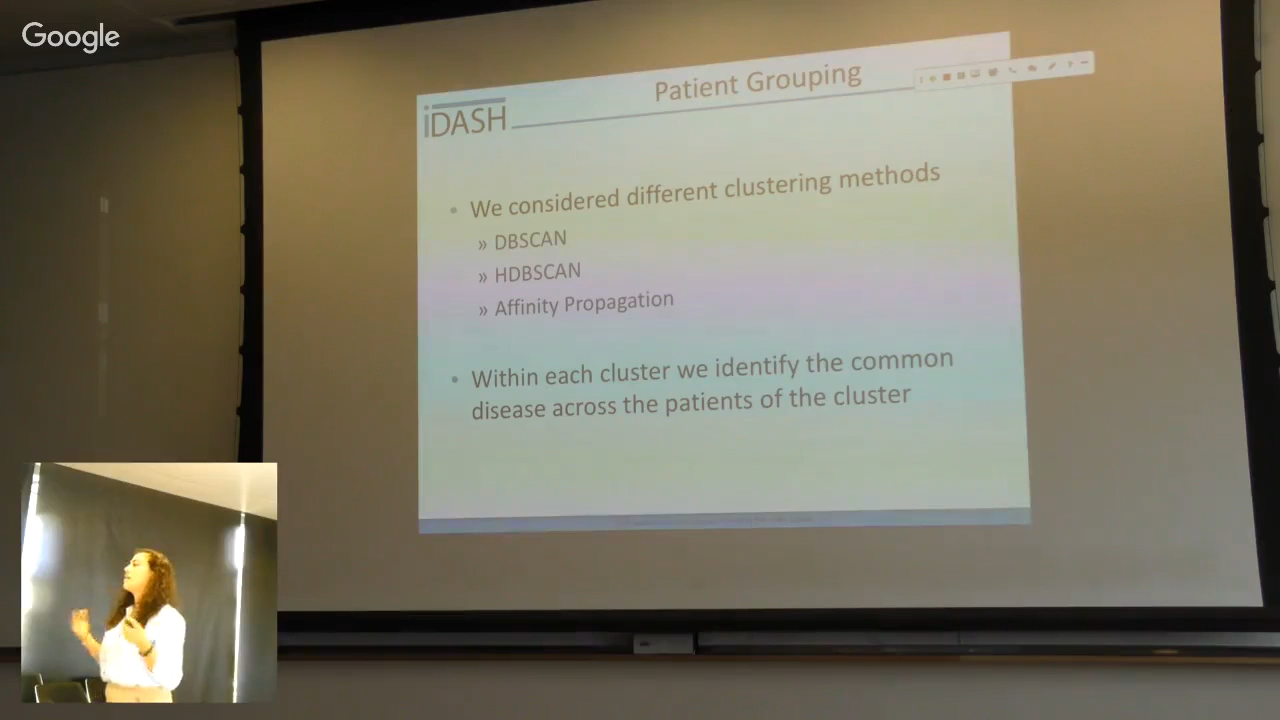 Google
Patient Grouping
iDASH
• We considered different clustering methods
» DBSCAN
» HDBSCAN
» Affinity Propagation
• Within each cluster we identify the common
disease across the patients of the cluster